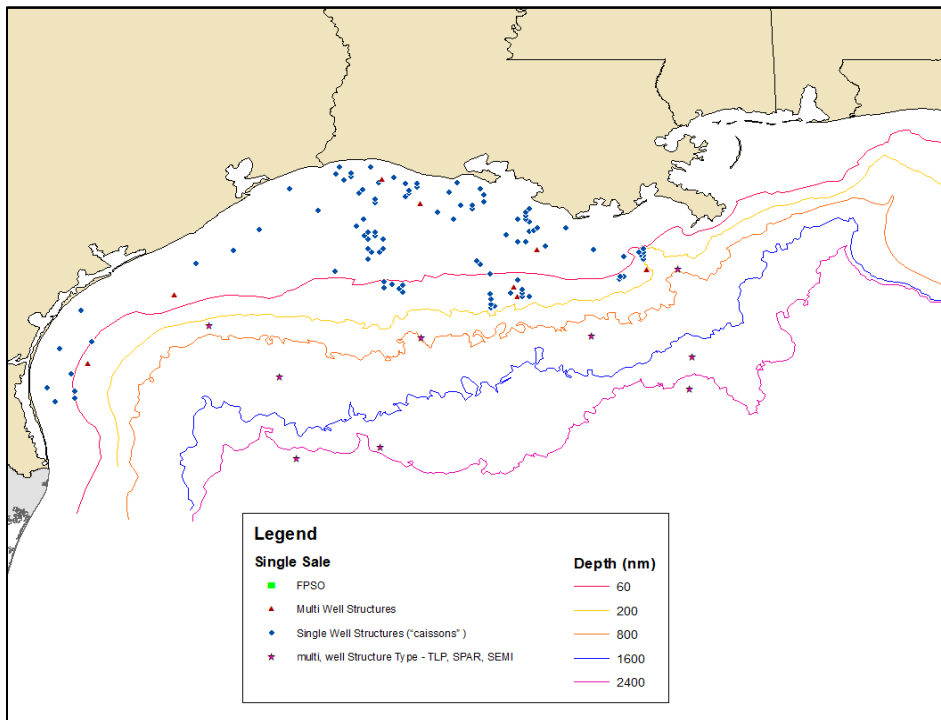 Legend
Single Sale
FPSO
Multi Well Structures
Single Well Structures ("caissons" )
multi, well Structure Type - TLP, SPAR, SEMI
Depth (nm)
60
200
800
1600
2400